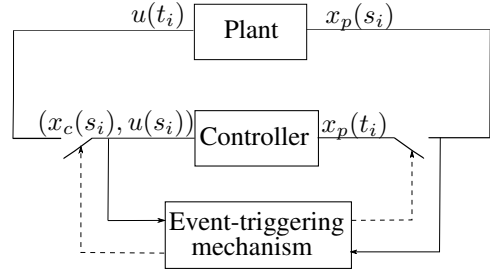 u(t_i)
Plant
x_p(s_i)
(x_c(s_i), u(s_i))
Controller
x_p(t_i)
Event-triggering
mechanism